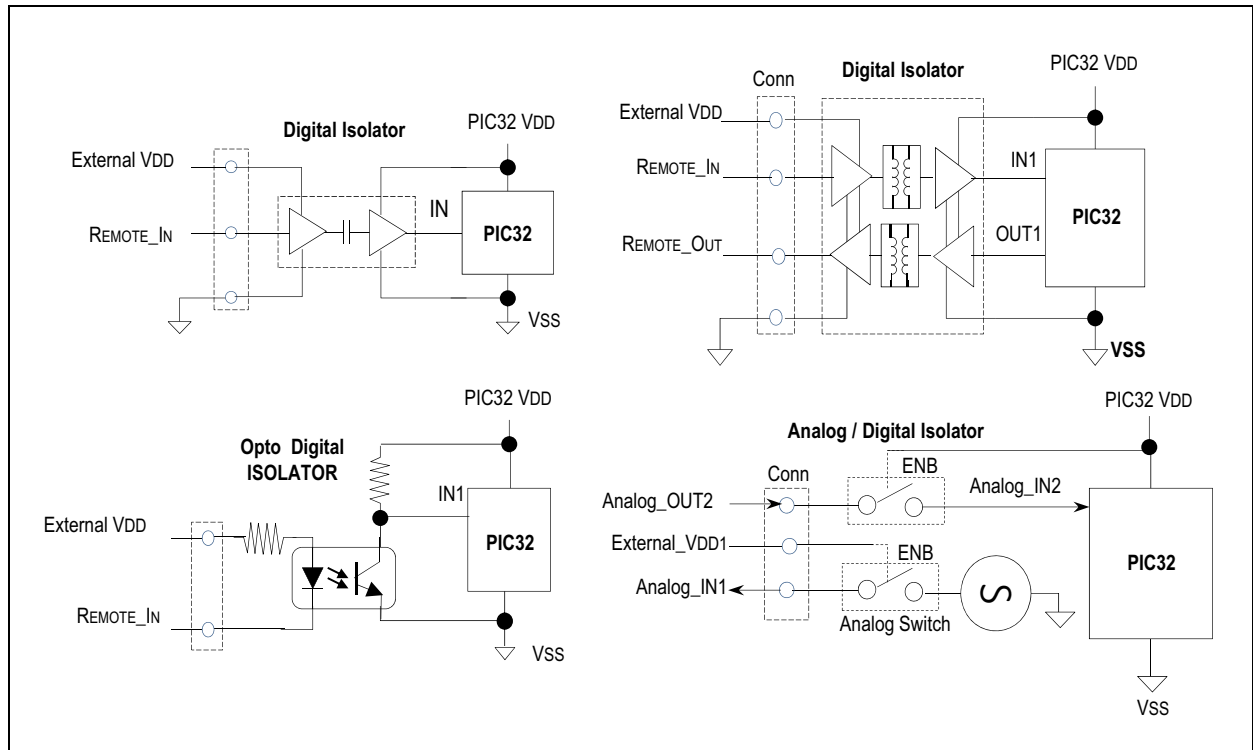 Digital Isolator
PIC32 VDD
External VDD
REMOTE_IN
IN
PIC32
VSS
Conn
Digital Isolator
PIC32 VDD
External VDD
REMOTE_IN
IN1
PIC32
REMOTE_OUT
OUT1
VSS
Opto Digital
ISOLATOR
PIC32 VDD
IN1
External VDD
PIC32
REMOTE_IN
VSS
Analog / Digital Isolator
PIC32 VDD
Conn
ENB
Analog_OUT2
Analog_IN2
External_VDD1
ENB
PIC32
Analog_IN1
S
Analog Switch
VSS